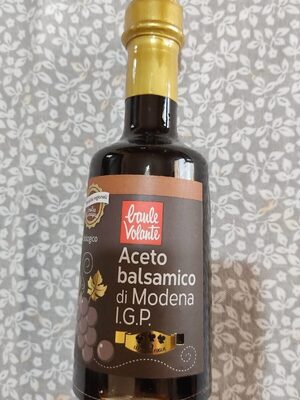 baule
Volante
Aceto
balsamico
di Modena
I.G.P.